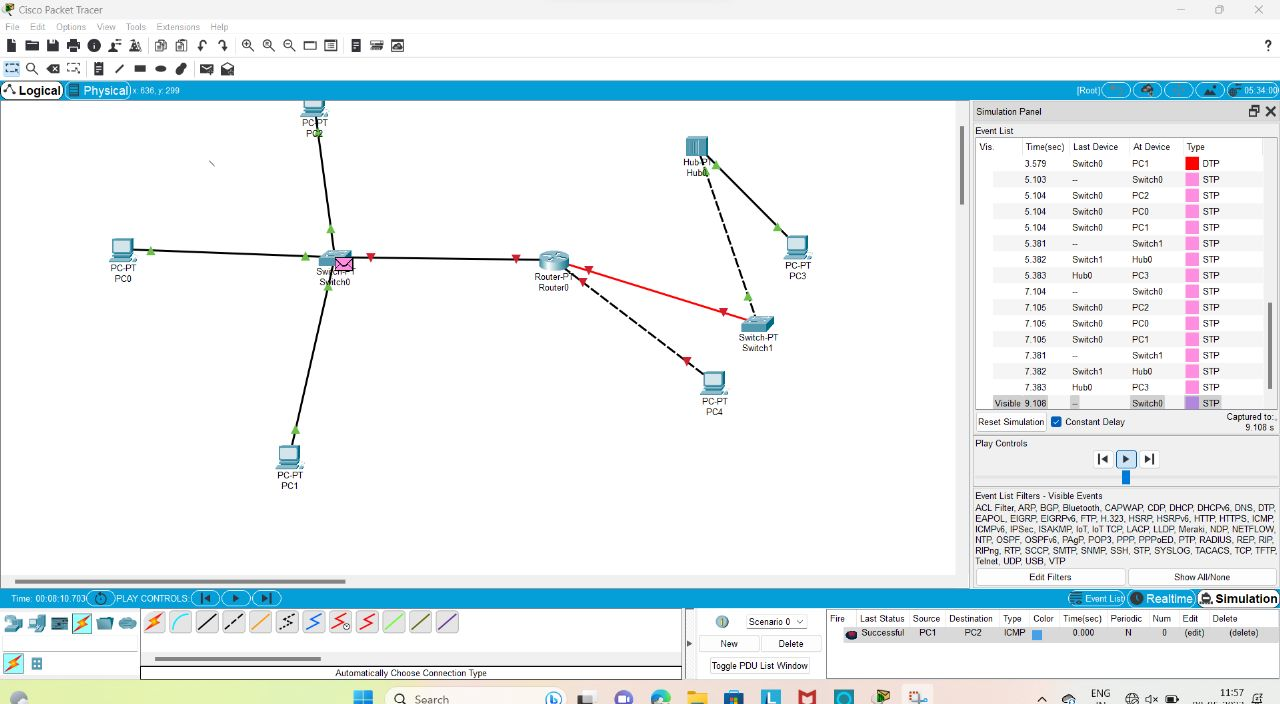 Cisco Packet Tracer
File Edit Options View Tools Extensions Help
?
Logical Physical x: 636, y: 299 [Root] 05:34:00
PC-PT
PC2
PC-PT
PC0
Switch-PT
Switch0
PC-PT
PC1
Router-PT
Router0
Hub-PT
Hub0
PC-PT
PC3
Switch-PT
Switch1
PC-PT
PC4
Simulation Panel
Event List
Vis. Time(sec) Last Device At Device Type
3.579 Switch0 PC1 DTP
5.103 -- Switch0 STP
5.104 Switch0 PC2 STP
5.104 Switch0 PC0 STP
5.104 Switch0 PC1 STP
5.381 -- Switch1 STP
5.382 Switch1 Hub0 STP
5.383 Hub0 PC3 STP
7.104 -- Switch0 STP
7.105 Switch0 PC2 STP
7.105 Switch0 PC0 STP
7.105 Switch0 PC1 STP
7.381 -- Switch1 STP
7.382 Switch1 Hub0 STP
7.383 Hub0 PC3 STP
Visible 9.108 -- Switch0 STP
Reset Simulation Constant Delay Captured to:
9.108 s
Play Controls
Event List Filters - Visible Events
ACL Filter, ARP, BGP, Bluetooth, CAPWAP, CDP, DHCP, DHCPv6, DNS, DTP,
EAPOL, EIGRP, EIGRPv6, FTP, H.323, HSRP, HSRPv6, HTTP, HTTPS, ICMP,
ICMPv6, IPSec, ISAKMP, IoT, IoT TCP, LACP, LLDP, Meraki, NDP, NETFLOW,
NTP, OSPF, OSPFv6, PAgP, POP3, PPP, PPPoED, PTP, RADIUS, REP, RIP,
RIPng, RTP, SCCP, SMTP, SNMP, SSH, STP, SYSLOG, TACACS, TCP, TFTP,
Telnet, UDP, USB, VTP
Edit Filters Show All/None
Time: 00:08:10.703 PLAY CONTROLS: Event List Realtime Simulation
Automatically Choose Connection Type
Scenario 0
New Delete
Toggle PDU List Window
Fire Last Status Source Destination Type Color Time(sec) Periodic Num Edit Delete
Successful PC1 PC2 ICMP 0.000 N 0 (edit) (delete)
Search
ENG
11:57